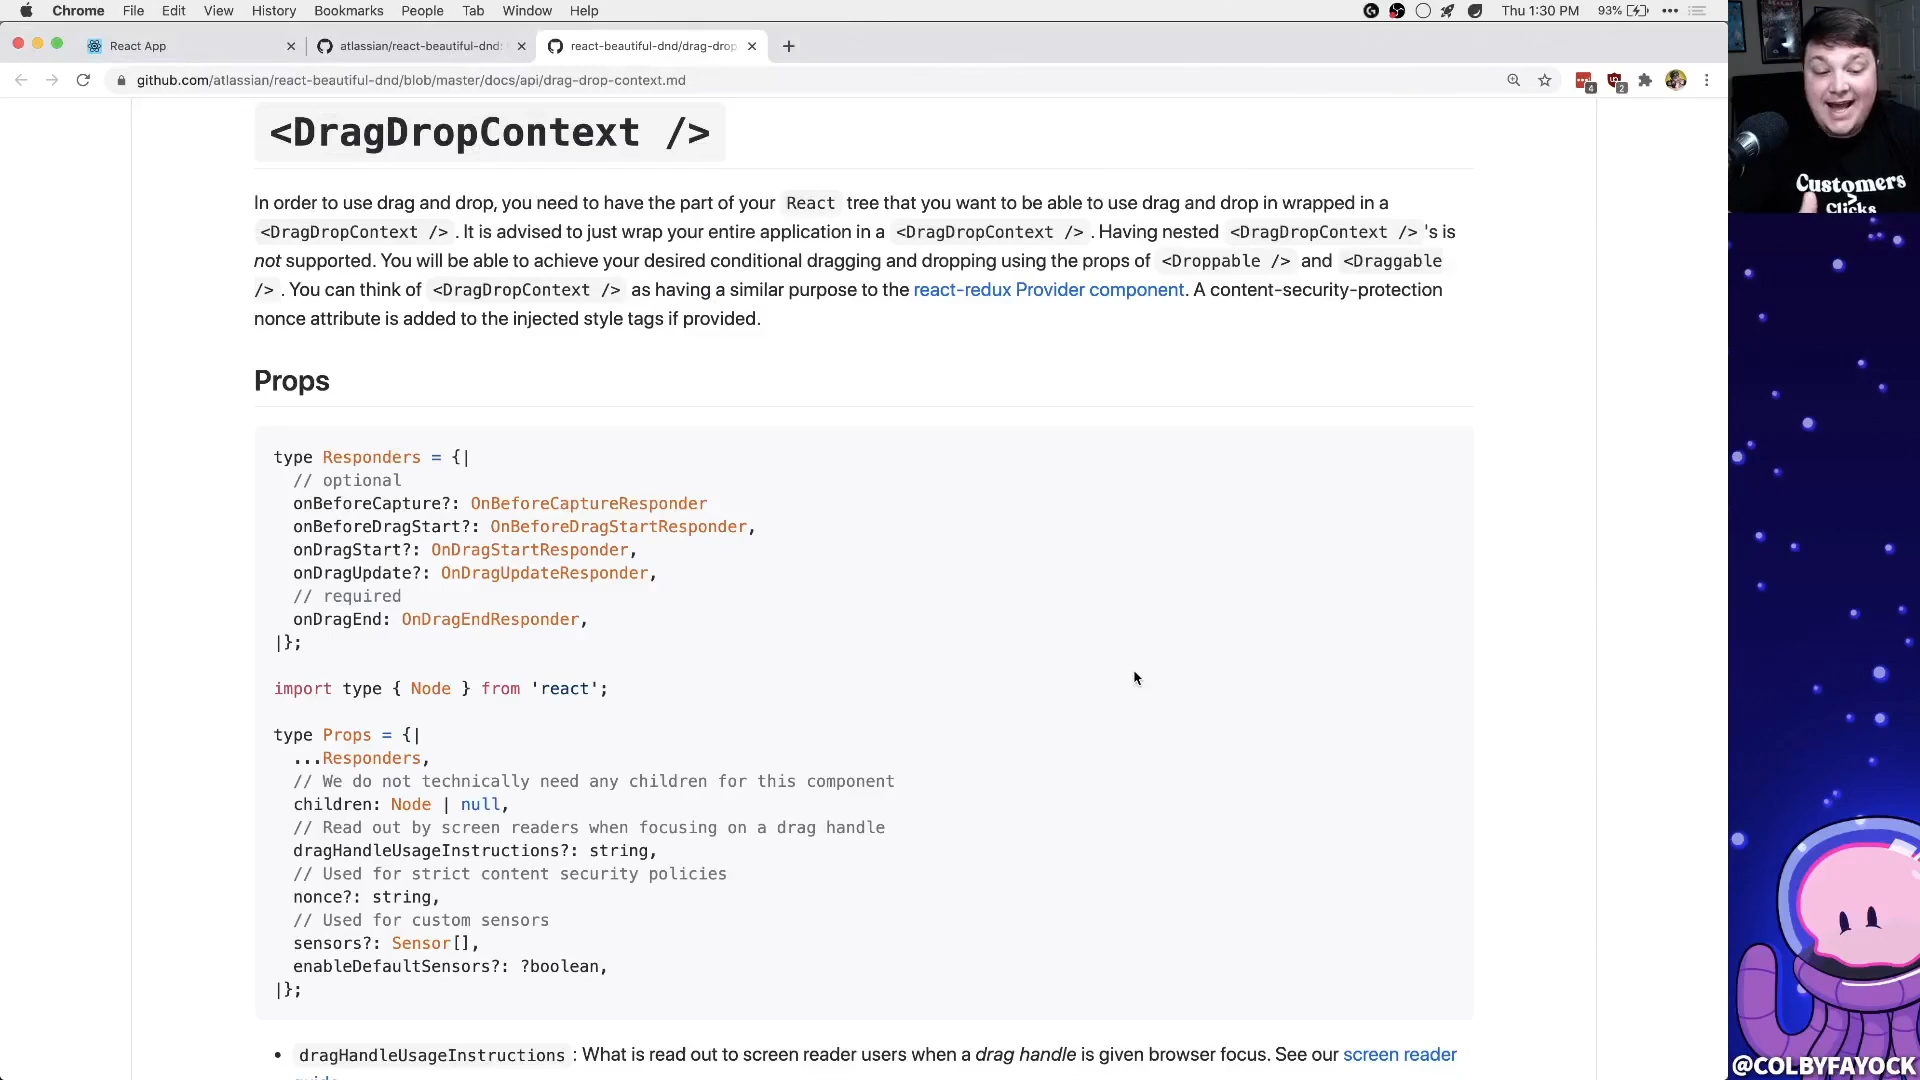 Chrome File Edit View History Bookmarks People Tab Window Help Thu 1:30 PM 93%
React App atlassian/react-beautiful-dnd: react-beautiful-dnd/drag-drop
github.com/atlassian/react-beautiful-dnd/blob/master/docs/api/drag-drop-context.md 4 2
<DragDropContext />
In order to use drag and drop, you need to have the part of your React tree that you want to be able to use drag and drop in wrapped in a
<DragDropContext /> . It is advised to just wrap your entire application in a <DragDropContext /> . Having nested <DragDropContext /> 's is
not supported. You will be able to achieve your desired conditional dragging and dropping using the props of <Droppable /> and <Draggable
/> . You can think of <DragDropContext /> as having a similar purpose to the react-redux Provider component. A content-security-protection
nonce attribute is added to the injected style tags if provided.
Props
type Responders = {|
// optional
onBeforeCapture?: OnBeforeCaptureResponder
onBeforeDragStart?: OnBeforeDragStartResponder,
onDragStart?: OnDragStartResponder,
onDragUpdate?: OnDragUpdateResponder,
// required
onDragEnd: OnDragEndResponder,
|};
import type { Node } from 'react';
type Props = {|
...Responders,
// We do not technically need any children for this component
children: Node | null,
// Read out by screen readers when focusing on a drag handle
dragHandleUsageInstructions?: string,
// Used for strict content security policies
nonce?: string,
// Used for custom sensors
sensors?: Sensor[],
enableDefaultSensors?: ?boolean,
|};
• dragHandleUsageInstructions : What is read out to screen reader users when a drag handle is given browser focus. See our screen reader
Customers
>
Clicks
@COLBYFAYOCK